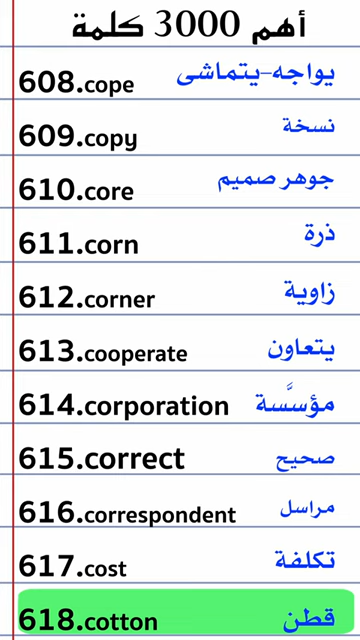 أهم 3000 كلمة
608.cope يواجه-يتماشى
609.copy نسخة
610.core جوهر صميم
611.corn ذرة
612.corner زاوية
613.cooperate يتعاون
614.corporation مؤسَّسة
615.correct صحيح
616.correspondent مراسل
617.cost تكلفة
618.cotton قطن